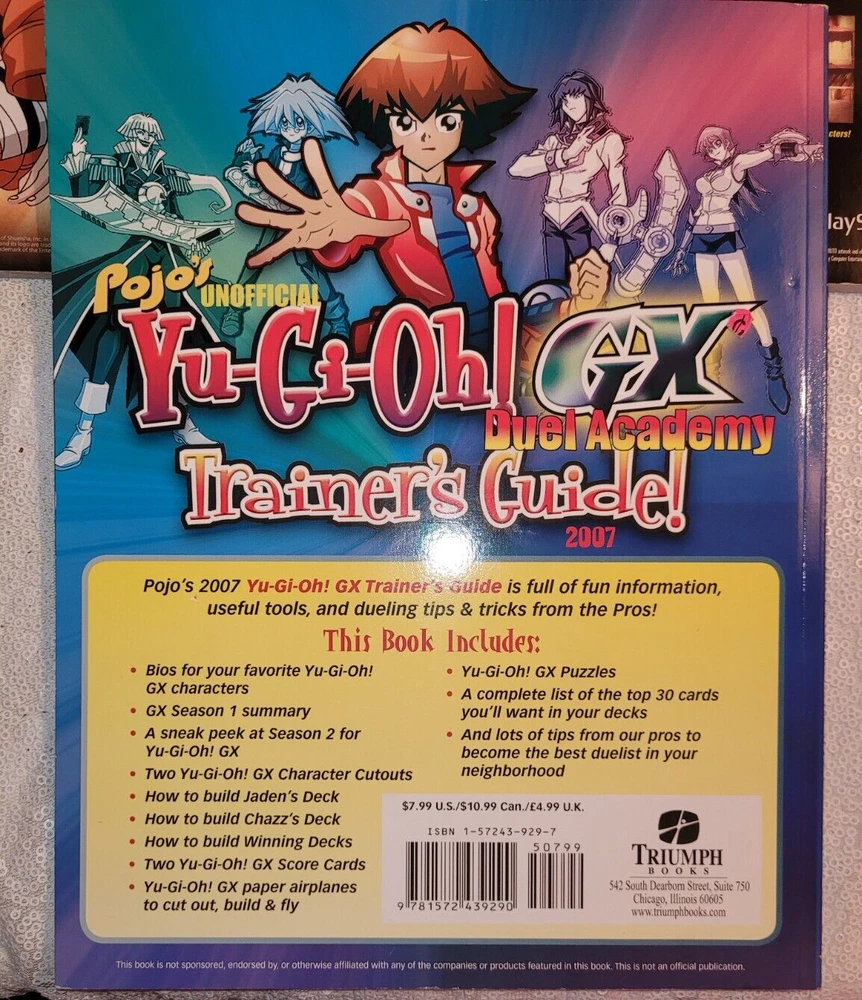 Pojo's
UNOFFICIAL
Yu-Gi-Oh! GX
Duel Academy
Trainer's Guide!
2007
Pojo's 2007 Yu-Gi-Oh! GX Trainer's Guide is full of fun information,
useful tools, and dueling tips & tricks from the Pros!
This Book Includes:
• Bios for your favorite Yu-Gi-Oh!
GX characters
• GX Season 1 summary
• A sneak peek at Season 2 for
Yu-Gi-Oh! GX
• Two Yu-Gi-Oh! GX Character Cutouts
• How to build Jaden's Deck
• How to build Chazz's Deck
• How to build Winning Decks
• Two Yu-Gi-Oh! GX Score Cards
• Yu-Gi-Oh! GX paper airplanes
to cut out, build & fly
• Yu-Gi-Oh! GX Puzzles
• A complete list of the top 30 cards
you'll want in your decks
• And lots of tips from our pros to
become the best duelist in your
neighborhood
$7.99 U.S./$10.99 Can./£4.99 U.K.
ISBN 1-57243-929-7
50799
9 781572 439290
TRIUMPH
BOOKS
542 South Dearborn Street, Suite 750
Chicago, Illinois 60605
www.triumphbooks.com
This book is not sponsored, endorsed by, or otherwise affiliated with any of the companies or products featured in this book. This is not an official publication.